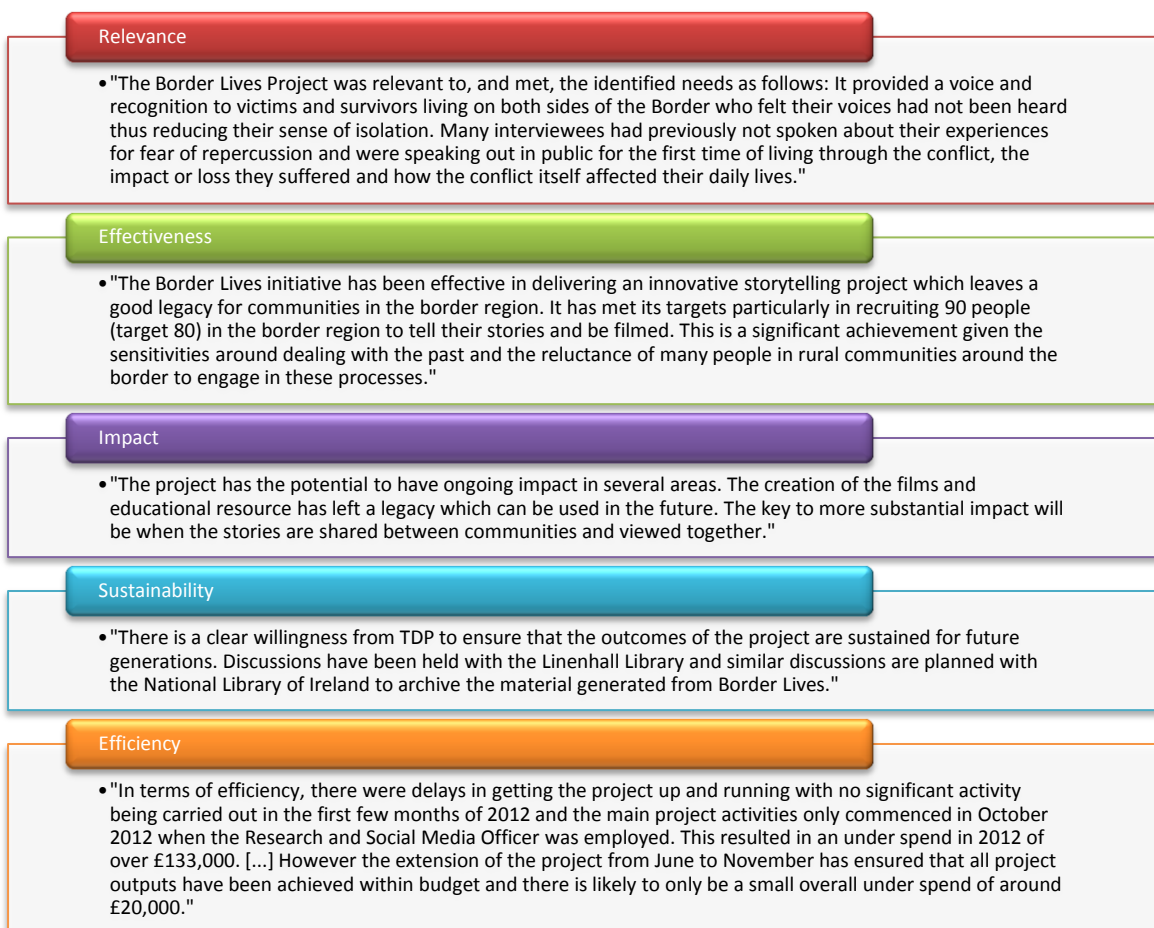 Relevance
•"The Border Lives Project was relevant to, and met, the identified needs as follows: It provided a voice and
recognition to victims and survivors living on both sides of the Border who felt their voices had not been heard
thus reducing their sense of isolation. Many interviewees had previously not spoken about their experiences
for fear of repercussion and were speaking out in public for the first time of living through the conflict, the
impact or loss they suffered and how the conflict itself affected their daily lives."
Effectiveness
•"The Border Lives initiative has been effective in delivering an innovative storytelling project which leaves a
good legacy for communities in the border region. It has met its targets particularly in recruiting 90 people
(target 80) in the border region to tell their stories and be filmed. This is a significant achievement given the
sensitivities around dealing with the past and the reluctance of many people in rural communities around the
border to engage in these processes."
Impact
•"The project has the potential to have ongoing impact in several areas. The creation of the films and
educational resource has left a legacy which can be used in the future. The key to more substantial impact will
be when the stories are shared between communities and viewed together."
Sustainability
•"There is a clear willingness from TDP to ensure that the outcomes of the project are sustained for future
generations. Discussions have been held with the Linenhall Library and similar discussions are planned with
the National Library of Ireland to archive the material generated from Border Lives."
Efficiency
•"In terms of efficiency, there were delays in getting the project up and running with no significant activity
being carried out in the first few months of 2012 and the main project activities only commenced in October
2012 when the Research and Social Media Officer was employed. This resulted in an under spend in 2012 of
over £133,000. [...] However the extension of the project from June to November has ensured that all project
outputs have been achieved within budget and there is likely to only be a small overall under spend of around
£20,000."